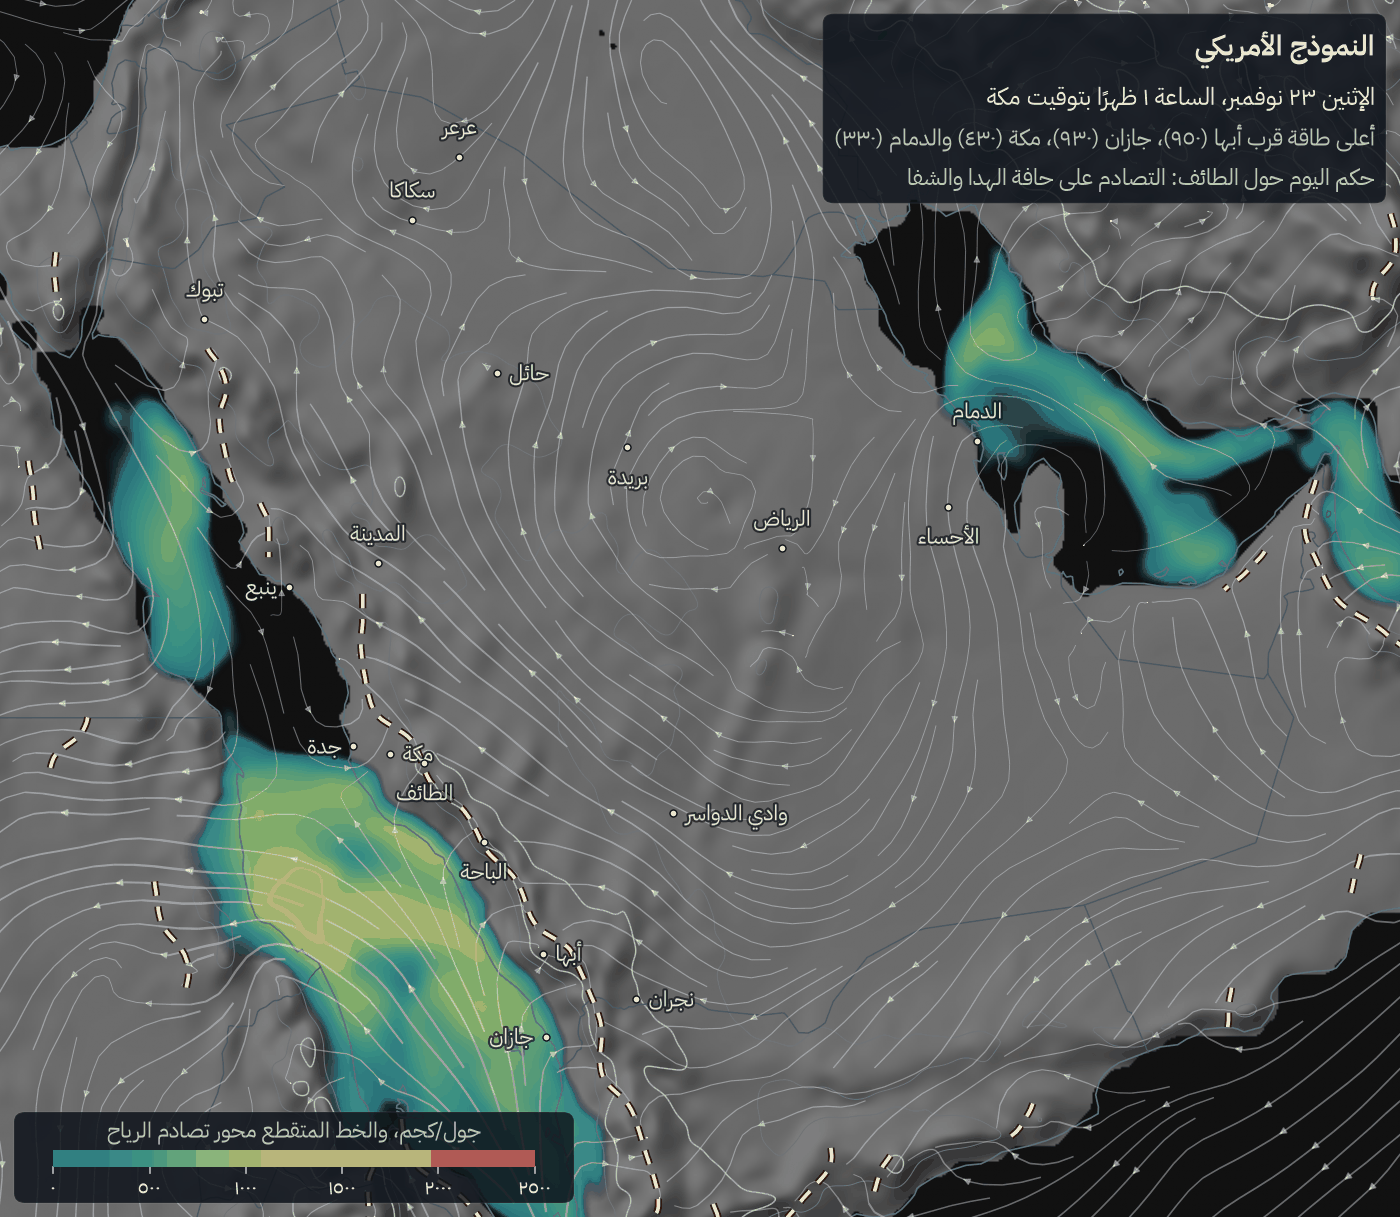 النموذج الأمريكي
الإثنين ٢٣ نوفمبر، الساعة ١ ظهرًا بتوقيت مكة
أعلى طاقة قرب أبها (٩٥٠)، جازان (٩٣٠)، مكة (٤٣٠) والدمام (٣٣٠)
حكم اليوم حول الطائف: التصادم على حافة الهدا والشفا
عرعر
سكاكا
تبوك
حائل
الدمام
بريدة
الرياض
المدينة
الأحساء
ينبع
جدة
مكة
الطائف
وادي الدواسر
الباحة
أبها
نجران
جازان
جول/كجم، والخط المتقطع محور تصادم الرياح
٠ ٥٠٠ ١٠٠٠ ١٥٠٠ ٢٠٠٠ ٢٥٠٠